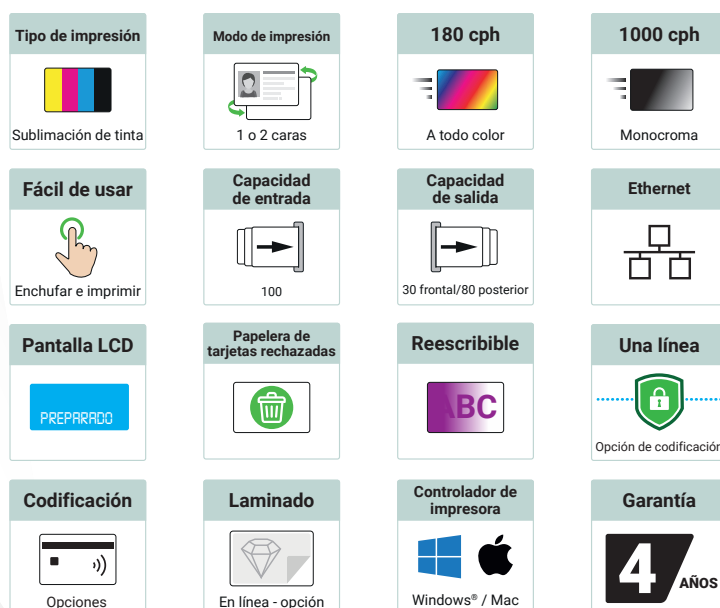 Tipo de impresión
Sublimación de tinta
Modo de impresión
1 o 2 caras
180 cph
A todo color
1000 cph
Monocroma
Fácil de usar
Enchufar e imprimir
Capacidad
de entrada
100
Capacidad
de salida
30 frontal/80 posterior
Ethernet
Pantalla LCD
PREPARADO
Papelera de
tarjetas rechazadas
Reescribible
ABC
Una línea
Opción de codificación
Codificación
Opciones
Laminado
En línea - opción
Controlador de
impresora
Windows® / Mac
Garantía
4 AÑOS